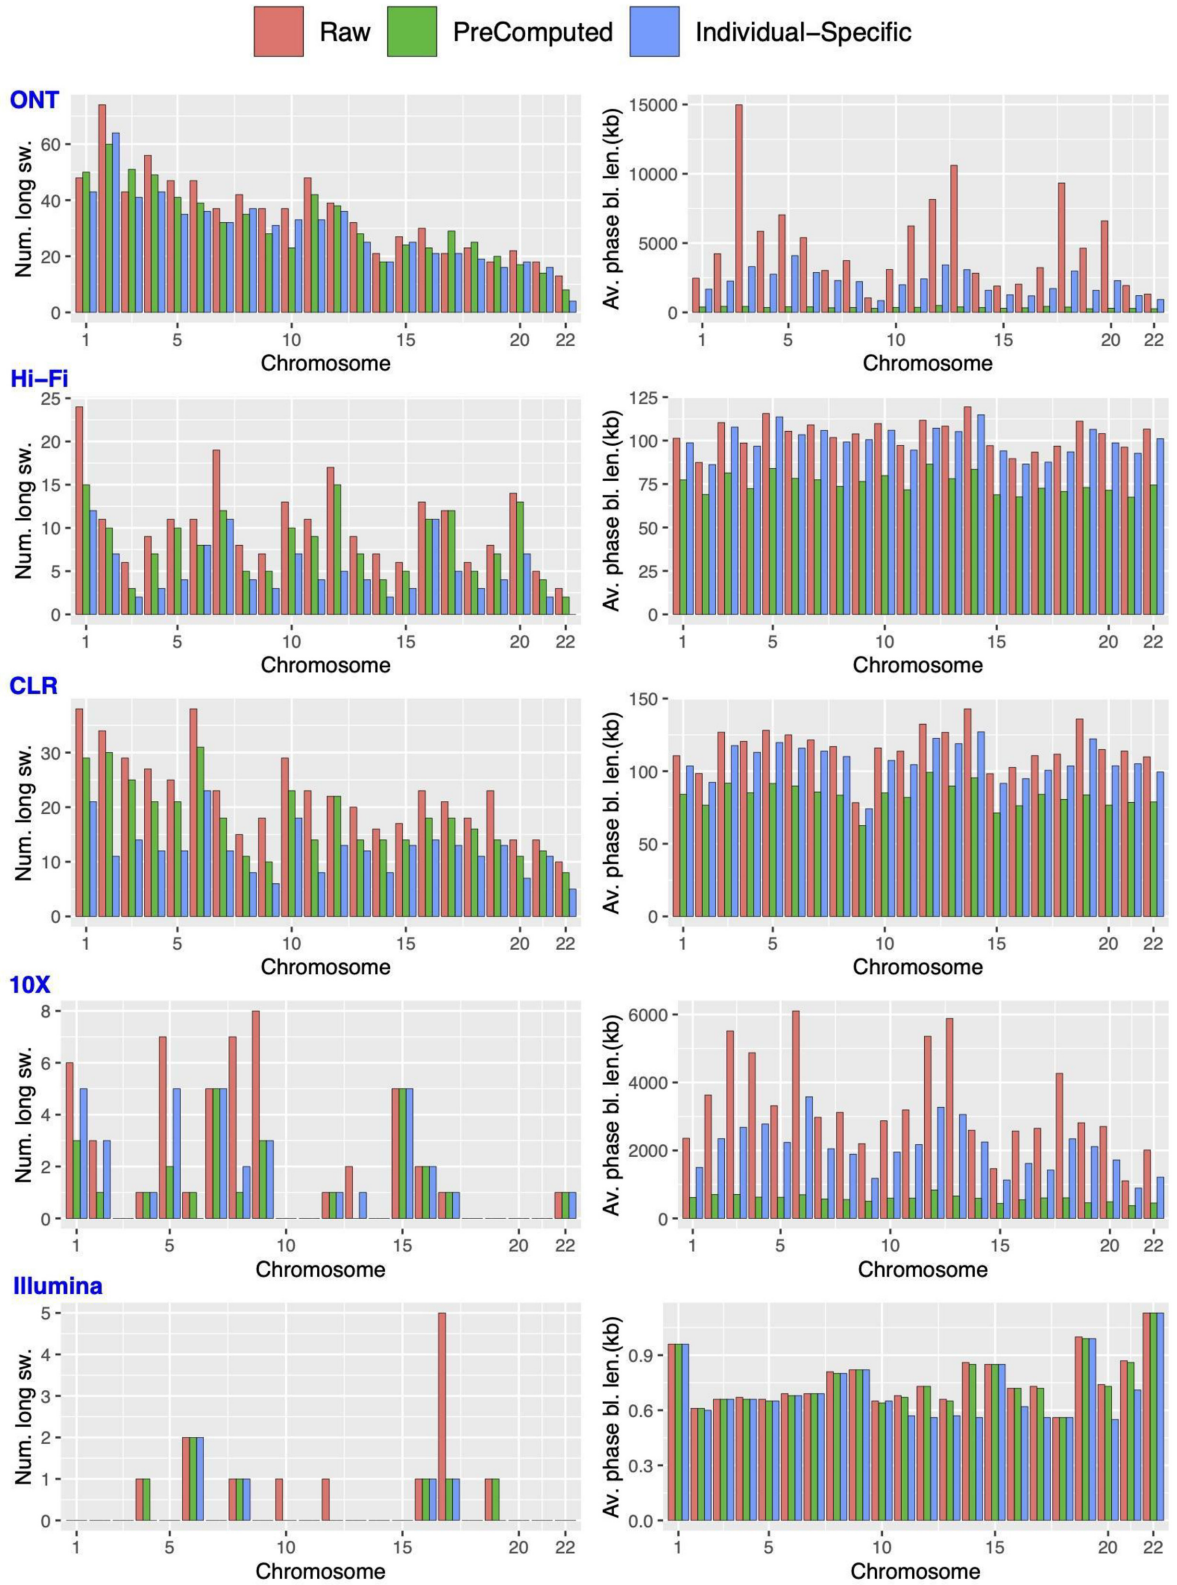 Raw PreComputed Individual−Specific
ONT
Num. long sw.
60
40
20
0
1 5 10 15 20 22
Chromosome
Av. phase bl. len.(kb)
15000
10000
5000
0
1 5 10 15 20 22
Chromosome
Hi−Fi
Num. long sw.
25
20
15
10
5
0
1 5 10 15 20 22
Chromosome
Av. phase bl. len.(kb)
125
100
75
50
25
0
1 5 10 15 20 22
Chromosome
CLR
Num. long sw.
30
20
10
0
1 5 10 15 20 22
Chromosome
Av. phase bl. len.(kb)
150
100
50
0
1 5 10 15 20 22
Chromosome
10X
Num. long sw.
8
6
4
2
0
1 5 10 15 20 22
Chromosome
Av. phase bl. len.(kb)
6000
4000
2000
0
1 5 10 15 20 22
Chromosome
Illumina
Num. long sw.
5
4
3
2
1
0
1 5 10 15 20 22
Chromosome
Av. phase bl. len.(kb)
0.9
0.6
0.3
0.0
1 5 10 15 20 22
Chromosome